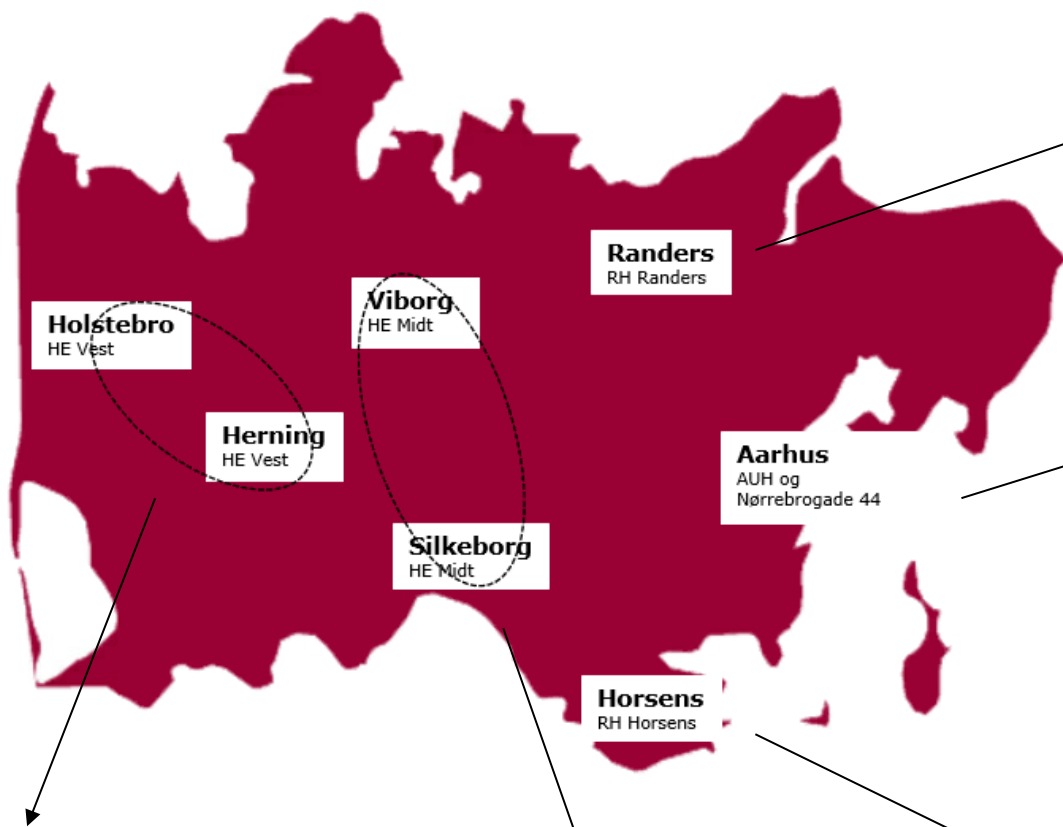 Randers
RH Randers
Viborg
HE Midt
Holstebro
HE Vest
Herning
HE Vest
Aarhus
AUH og
Nørrebrogade 44
Silkeborg
HE Midt
Horsens
RH Horsens